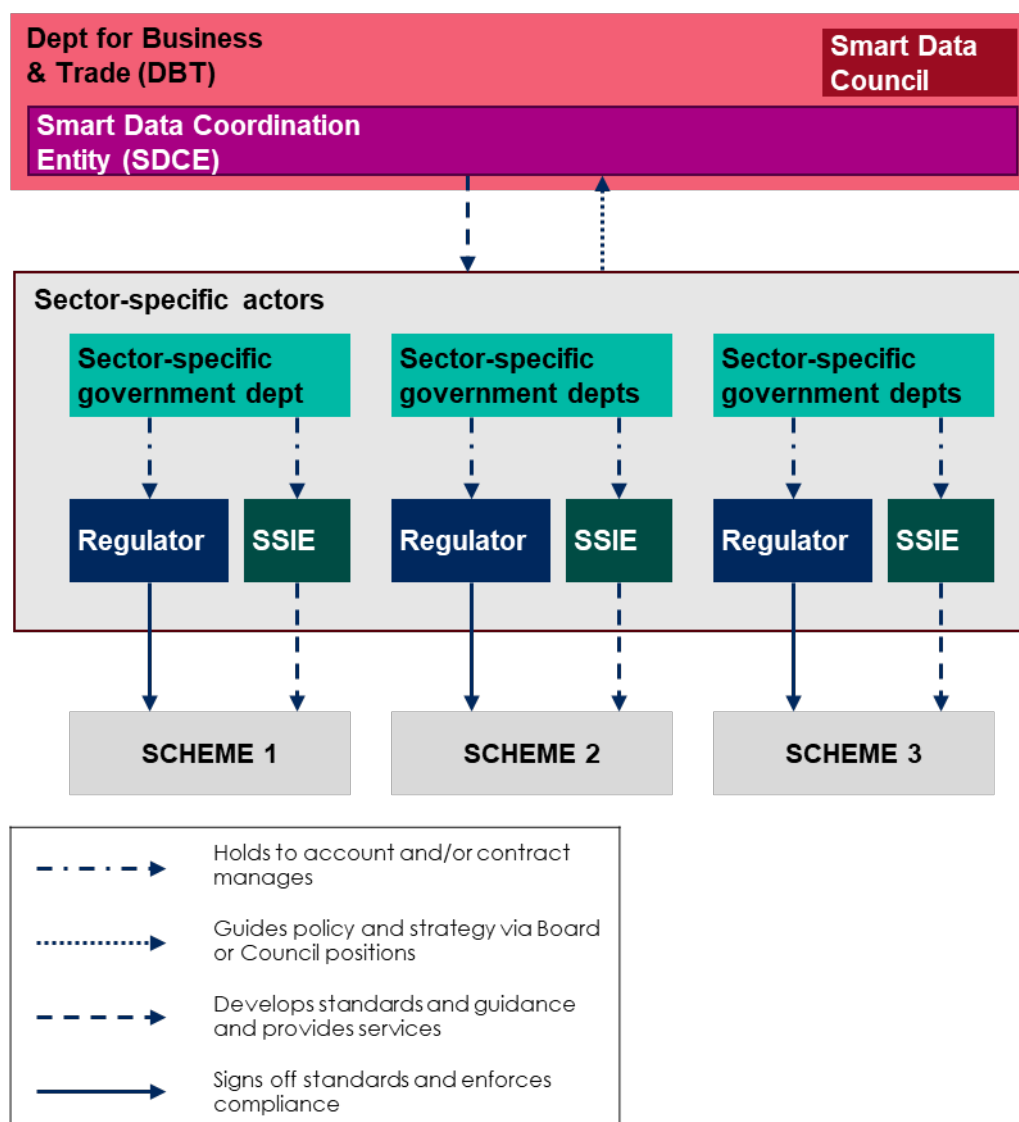 Dept for Business
& Trade (DBT)
Smart Data
Council
Smart Data Coordination
Entity (SDCE)
Sector-specific actors
Sector-specific
government dept
Sector-specific
government depts
Sector-specific
government depts
Regulator
SSIE
Regulator
SSIE
Regulator
SSIE
SCHEME 1
SCHEME 2
SCHEME 3
Holds to account and/or contract
manages
Guides policy and strategy via Board
or Council positions
Develops standards and guidance
and provides services
Signs off standards and enforces
compliance